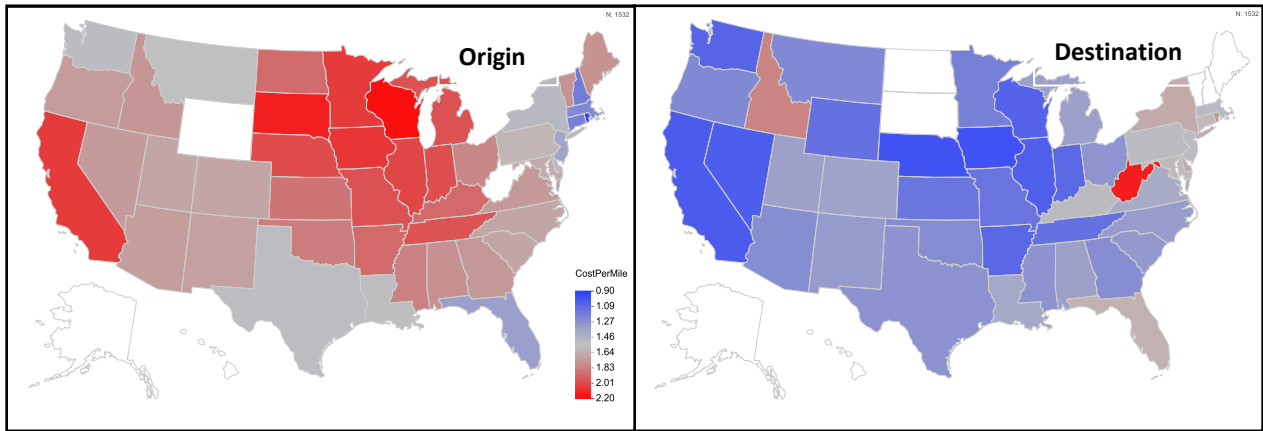 N: 1532
Origin
CostPerMile
0.90
1.09
1.27
1.46
1.64
1.83
2.01
2.20
N: 1532
Destination